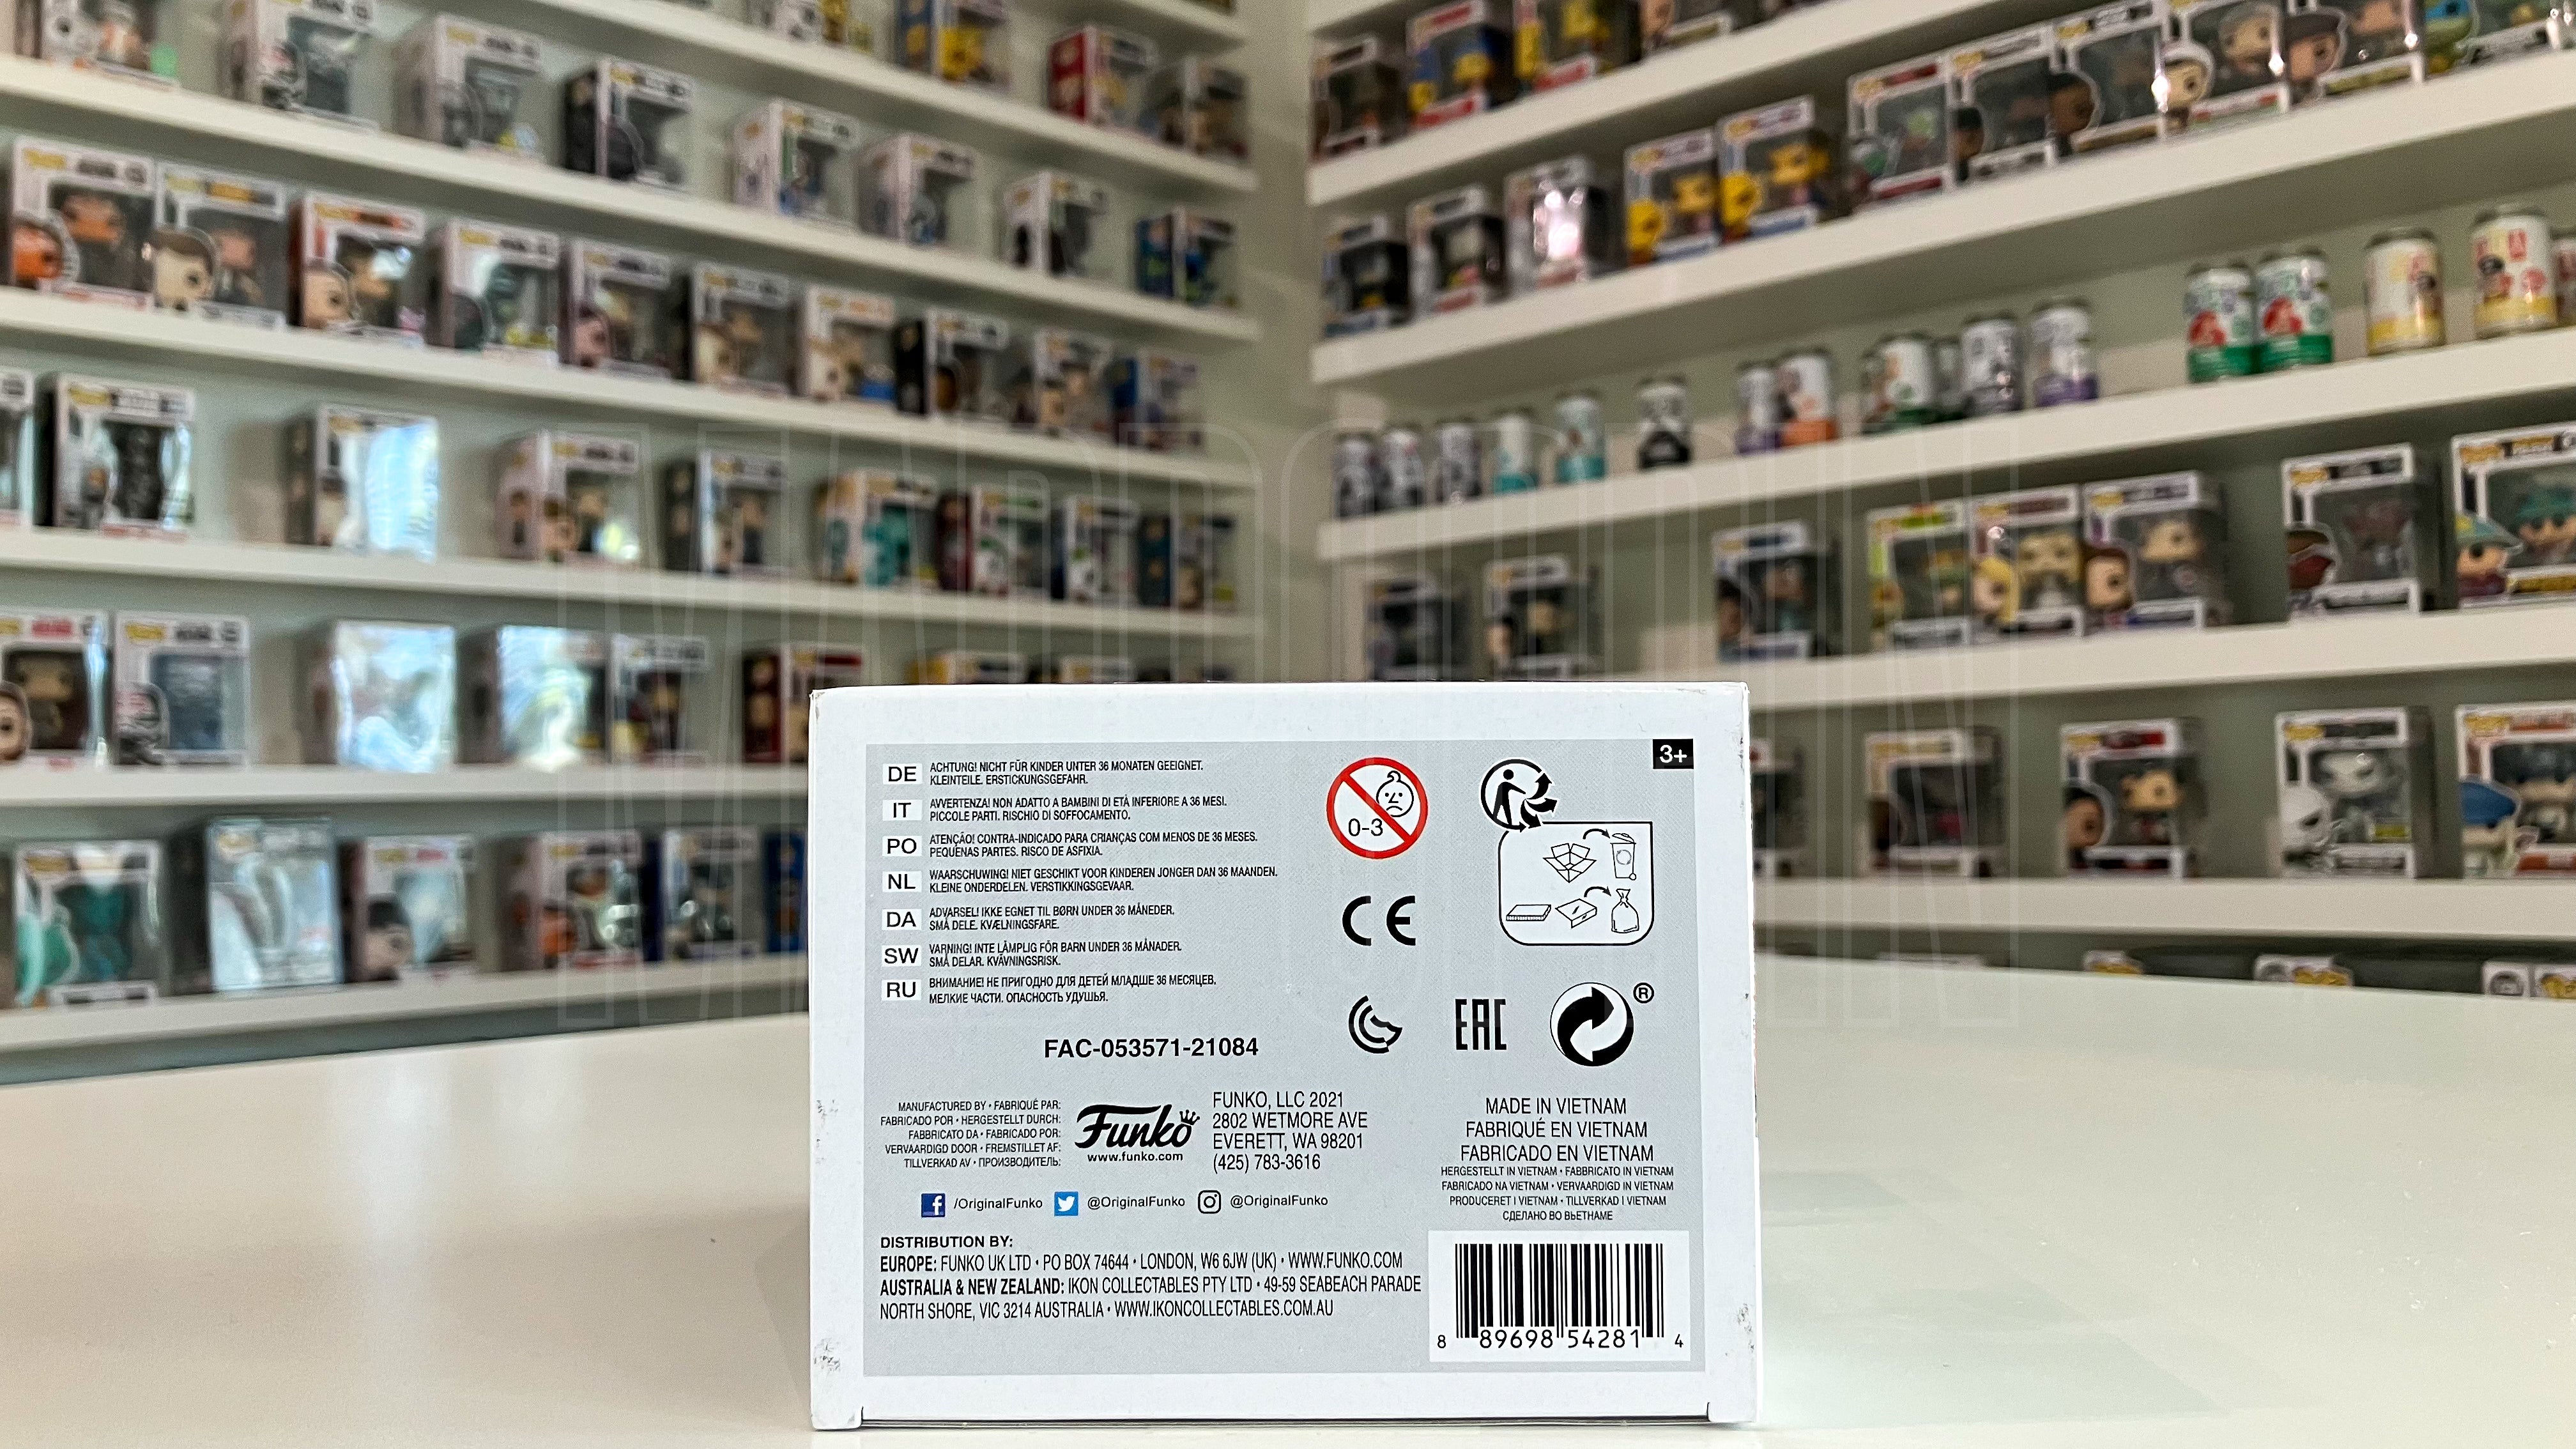 3+
DE ACHTUNG! NICHT FÜR KINDER UNTER 36 MONATEN GEEIGNET.
KLEINTEILE. ERSTICKUNGSGEFAHR.
IT AVVERTENZA! NON ADATTO A BAMBINI DI ETÀ INFERIORE A 36 MESI.
PICCOLE PARTI. RISCHIO DI SOFFOCAMENTO.
PO ATENÇÃO! CONTRA-INDICADO PARA CRIANÇAS COM MENOS DE 36 MESES.
PEQUENAS PARTES. RISCO DE ASFIXIA.
NL WAARSCHUWING! NIET GESCHIKT VOOR KINDEREN JONGER DAN 36 MAANDEN.
KLEINE ONDERDELEN. VERSTIKKINGSGEVAAR.
DA ADVARSEL! IKKE EGNET TIL BØRN UNDER 36 MÅNEDER.
SMÅ DELE. KVÆLNINGSFARE.
SW VARNING! INTE LÄMPLIG FÖR BARN UNDER 36 MÅNADER.
SMÅ DELAR. KVÄVNINGSRISK.
RU ВНИМАНИЕ! НЕ ПРИГОДНО ДЛЯ ДЕТЕЙ МЛАДШЕ 36 МЕСЯЦЕВ.
МЕЛКИЕ ЧАСТИ. ОПАСНОСТЬ УДУШЬЯ.
0-3
CE
EAC
®
FAC-053571-21084
MANUFACTURED BY • FABRIQUÉ PAR:
FABRICADO POR • HERGESTELLT DURCH:
FABBRICATO DA • FABRICADO POR:
VERVAARDIGD DOOR • FREMSTILLET AF:
TILLVERKAD AV • ПРОИЗВОДИТЕЛЬ:
Funko
www.funko.com
FUNKO, LLC 2021
2802 WETMORE AVE
EVERETT, WA 98201
(425) 783-3616
MADE IN VIETNAM
FABRIQUÉ EN VIETNAM
FABRICADO EN VIETNAM
HERGESTELLT IN VIETNAM • FABBRICATO IN VIETNAM
FABRICADO NA VIETNAM • VERVAARDIGD IN VIETNAM
PRODUCERET I VIETNAM • TILLVERKAD I VIETNAM
СДЕЛАНО ВО ВЬЕТНАМЕ
/OriginalFunko @OriginalFunko @OriginalFunko
DISTRIBUTION BY:
EUROPE: FUNKO UK LTD • PO BOX 74644 • LONDON, W6 6JW (UK) • WWW.FUNKO.COM
AUSTRALIA & NEW ZEALAND: IKON COLLECTABLES PTY LTD • 49-59 SEABEACH PARADE
NORTH SHORE, VIC 3214 AUSTRALIA • WWW.IKONCOLLECTABLES.COM.AU
8 89698 54281 4